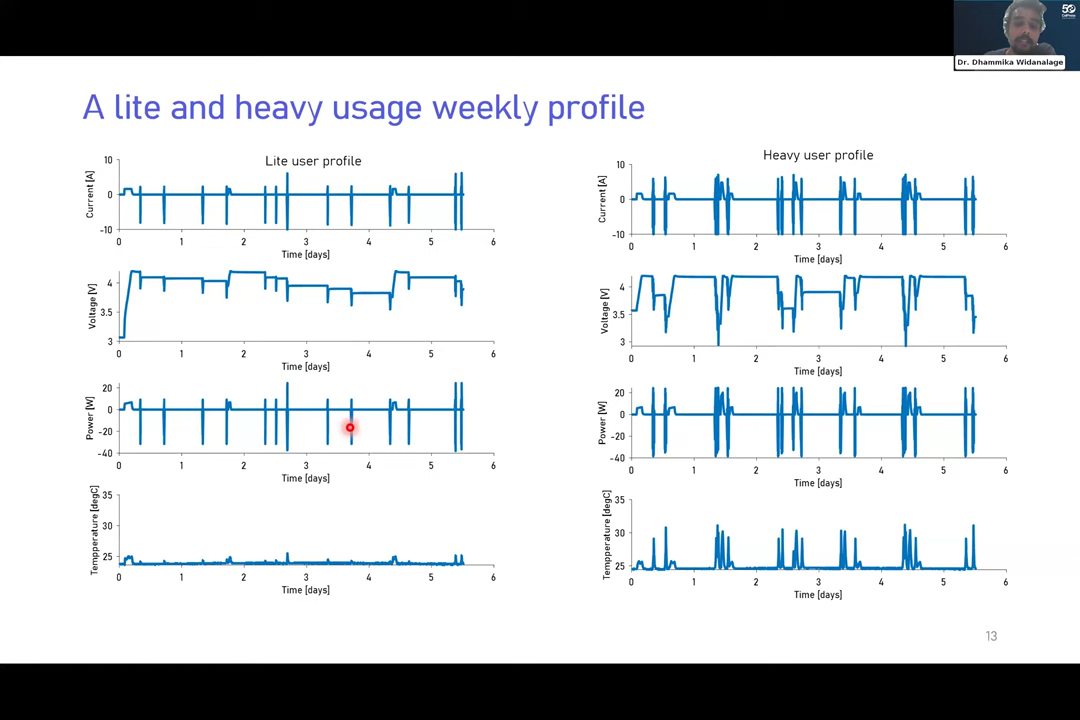 50
Dr. Dhammika Widanalage
A lite and heavy usage weekly profile
Lite user profile
Current [A]
10
0
-10
0 1 2 3 4 5 6
Time [days]
Voltage [V]
4
3.5
3
0 1 2 3 4 5 6
Time [days]
Power [W]
20
0
-20
-40
0 1 2 3 4 5 6
Time [days]
Tempperature [degC]
35
30
25
0 1 2 3 4 5 6
Time [days]
Heavy user profile
Current [A]
10
0
-10
0 1 2 3 4 5 6
Time [days]
Voltage [V]
4
3.5
3
0 1 2 3 4 5 6
Time [days]
Power [W]
20
0
-20
-40
0 1 2 3 4 5 6
Time [days]
Tempperature [degC]
35
30
25
0 1 2 3 4 5 6
Time [days]
13